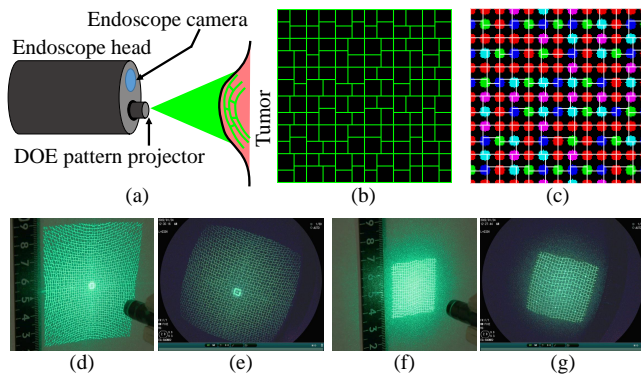 Endoscope camera
Endoscope head
DOE pattern projector
Tumor
(a)
(b)
(c)
(d)
(e)
(f)
(g)